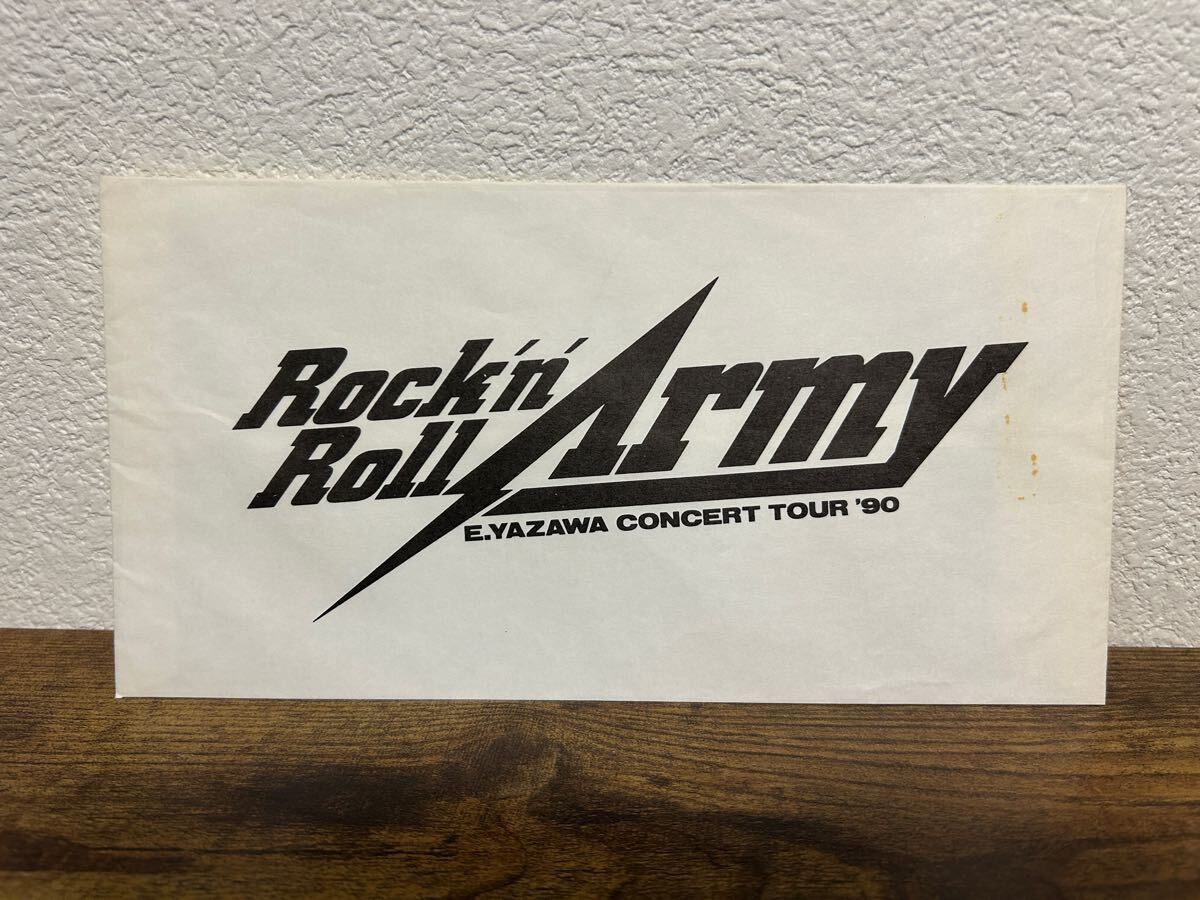 Rock'n'
Roll Army
E.YAZAWA CONCERT TOUR '90